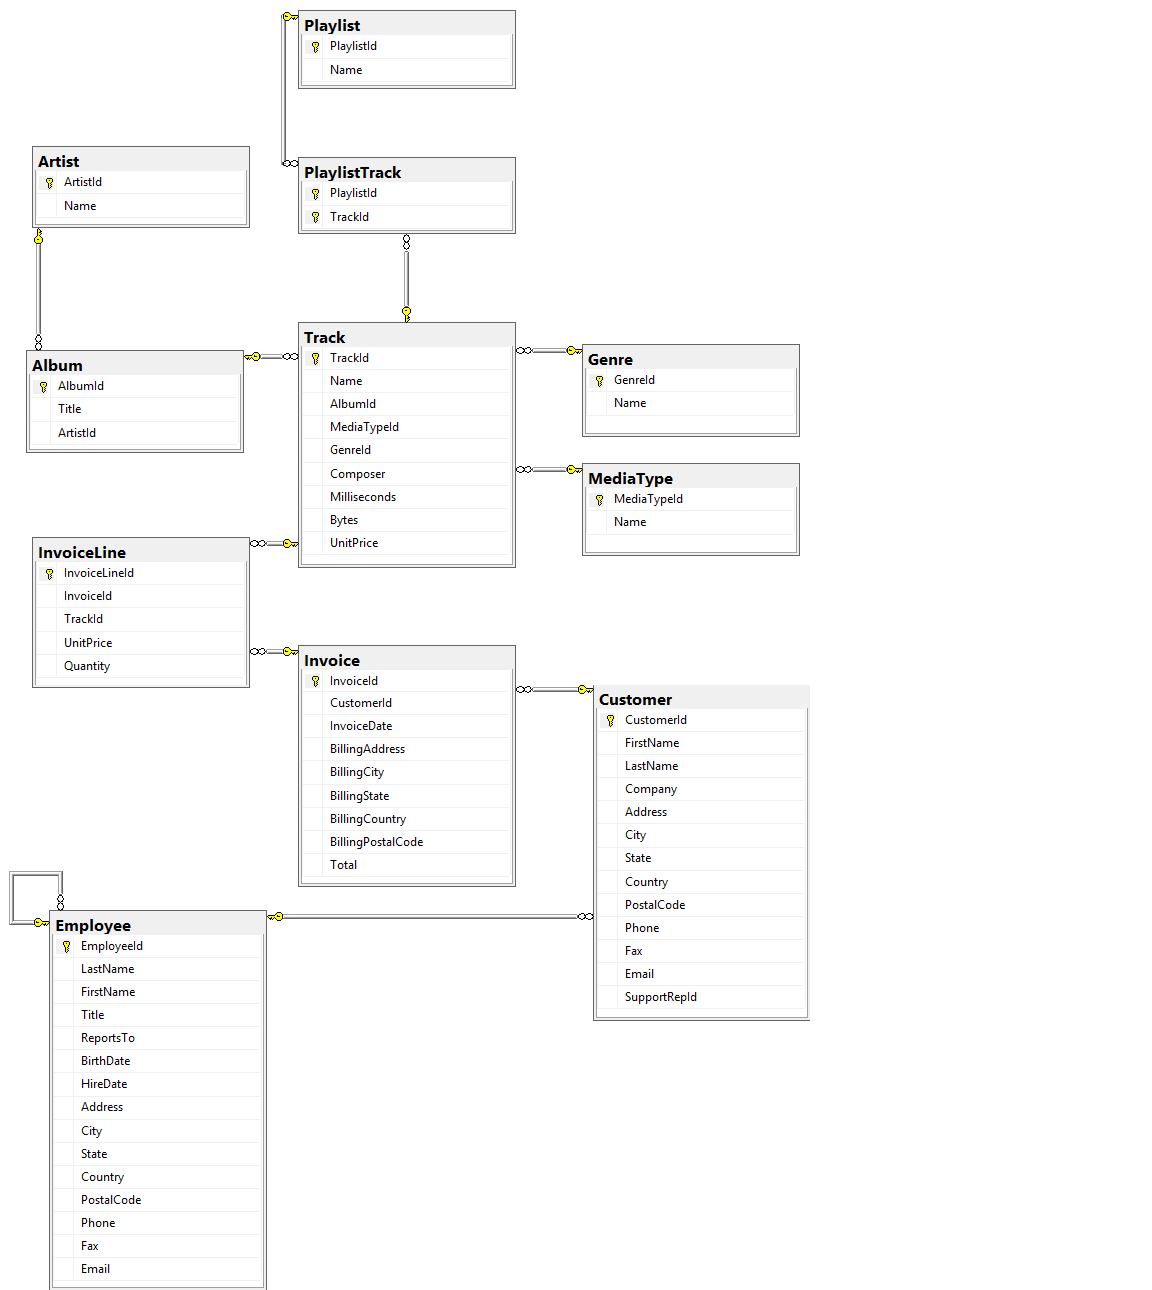 Playlist
PlaylistId
Name
Artist
ArtistId
Name
PlaylistTrack
PlaylistId
TrackId
Album
AlbumId
Title
ArtistId
Track
TrackId
Name
AlbumId
MediaTypeId
GenreId
Composer
Milliseconds
Bytes
UnitPrice
Genre
GenreId
Name
MediaType
MediaTypeId
Name
InvoiceLine
InvoiceLineId
InvoiceId
TrackId
UnitPrice
Quantity
Invoice
InvoiceId
CustomerId
InvoiceDate
BillingAddress
BillingCity
BillingState
BillingCountry
BillingPostalCode
Total
Customer
CustomerId
FirstName
LastName
Company
Address
City
State
Country
PostalCode
Phone
Fax
Email
SupportRepId
Employee
EmployeeId
LastName
FirstName
Title
ReportsTo
BirthDate
HireDate
Address
City
State
Country
PostalCode
Phone
Fax
Email